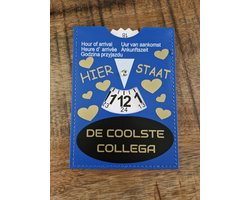 Hour of arrival Uur van aankomst
Heure d' arrivée Ankunftszeit
Godzina przyjazdu
HIER STAAT
12
DE COOLSTE
COLLEGA